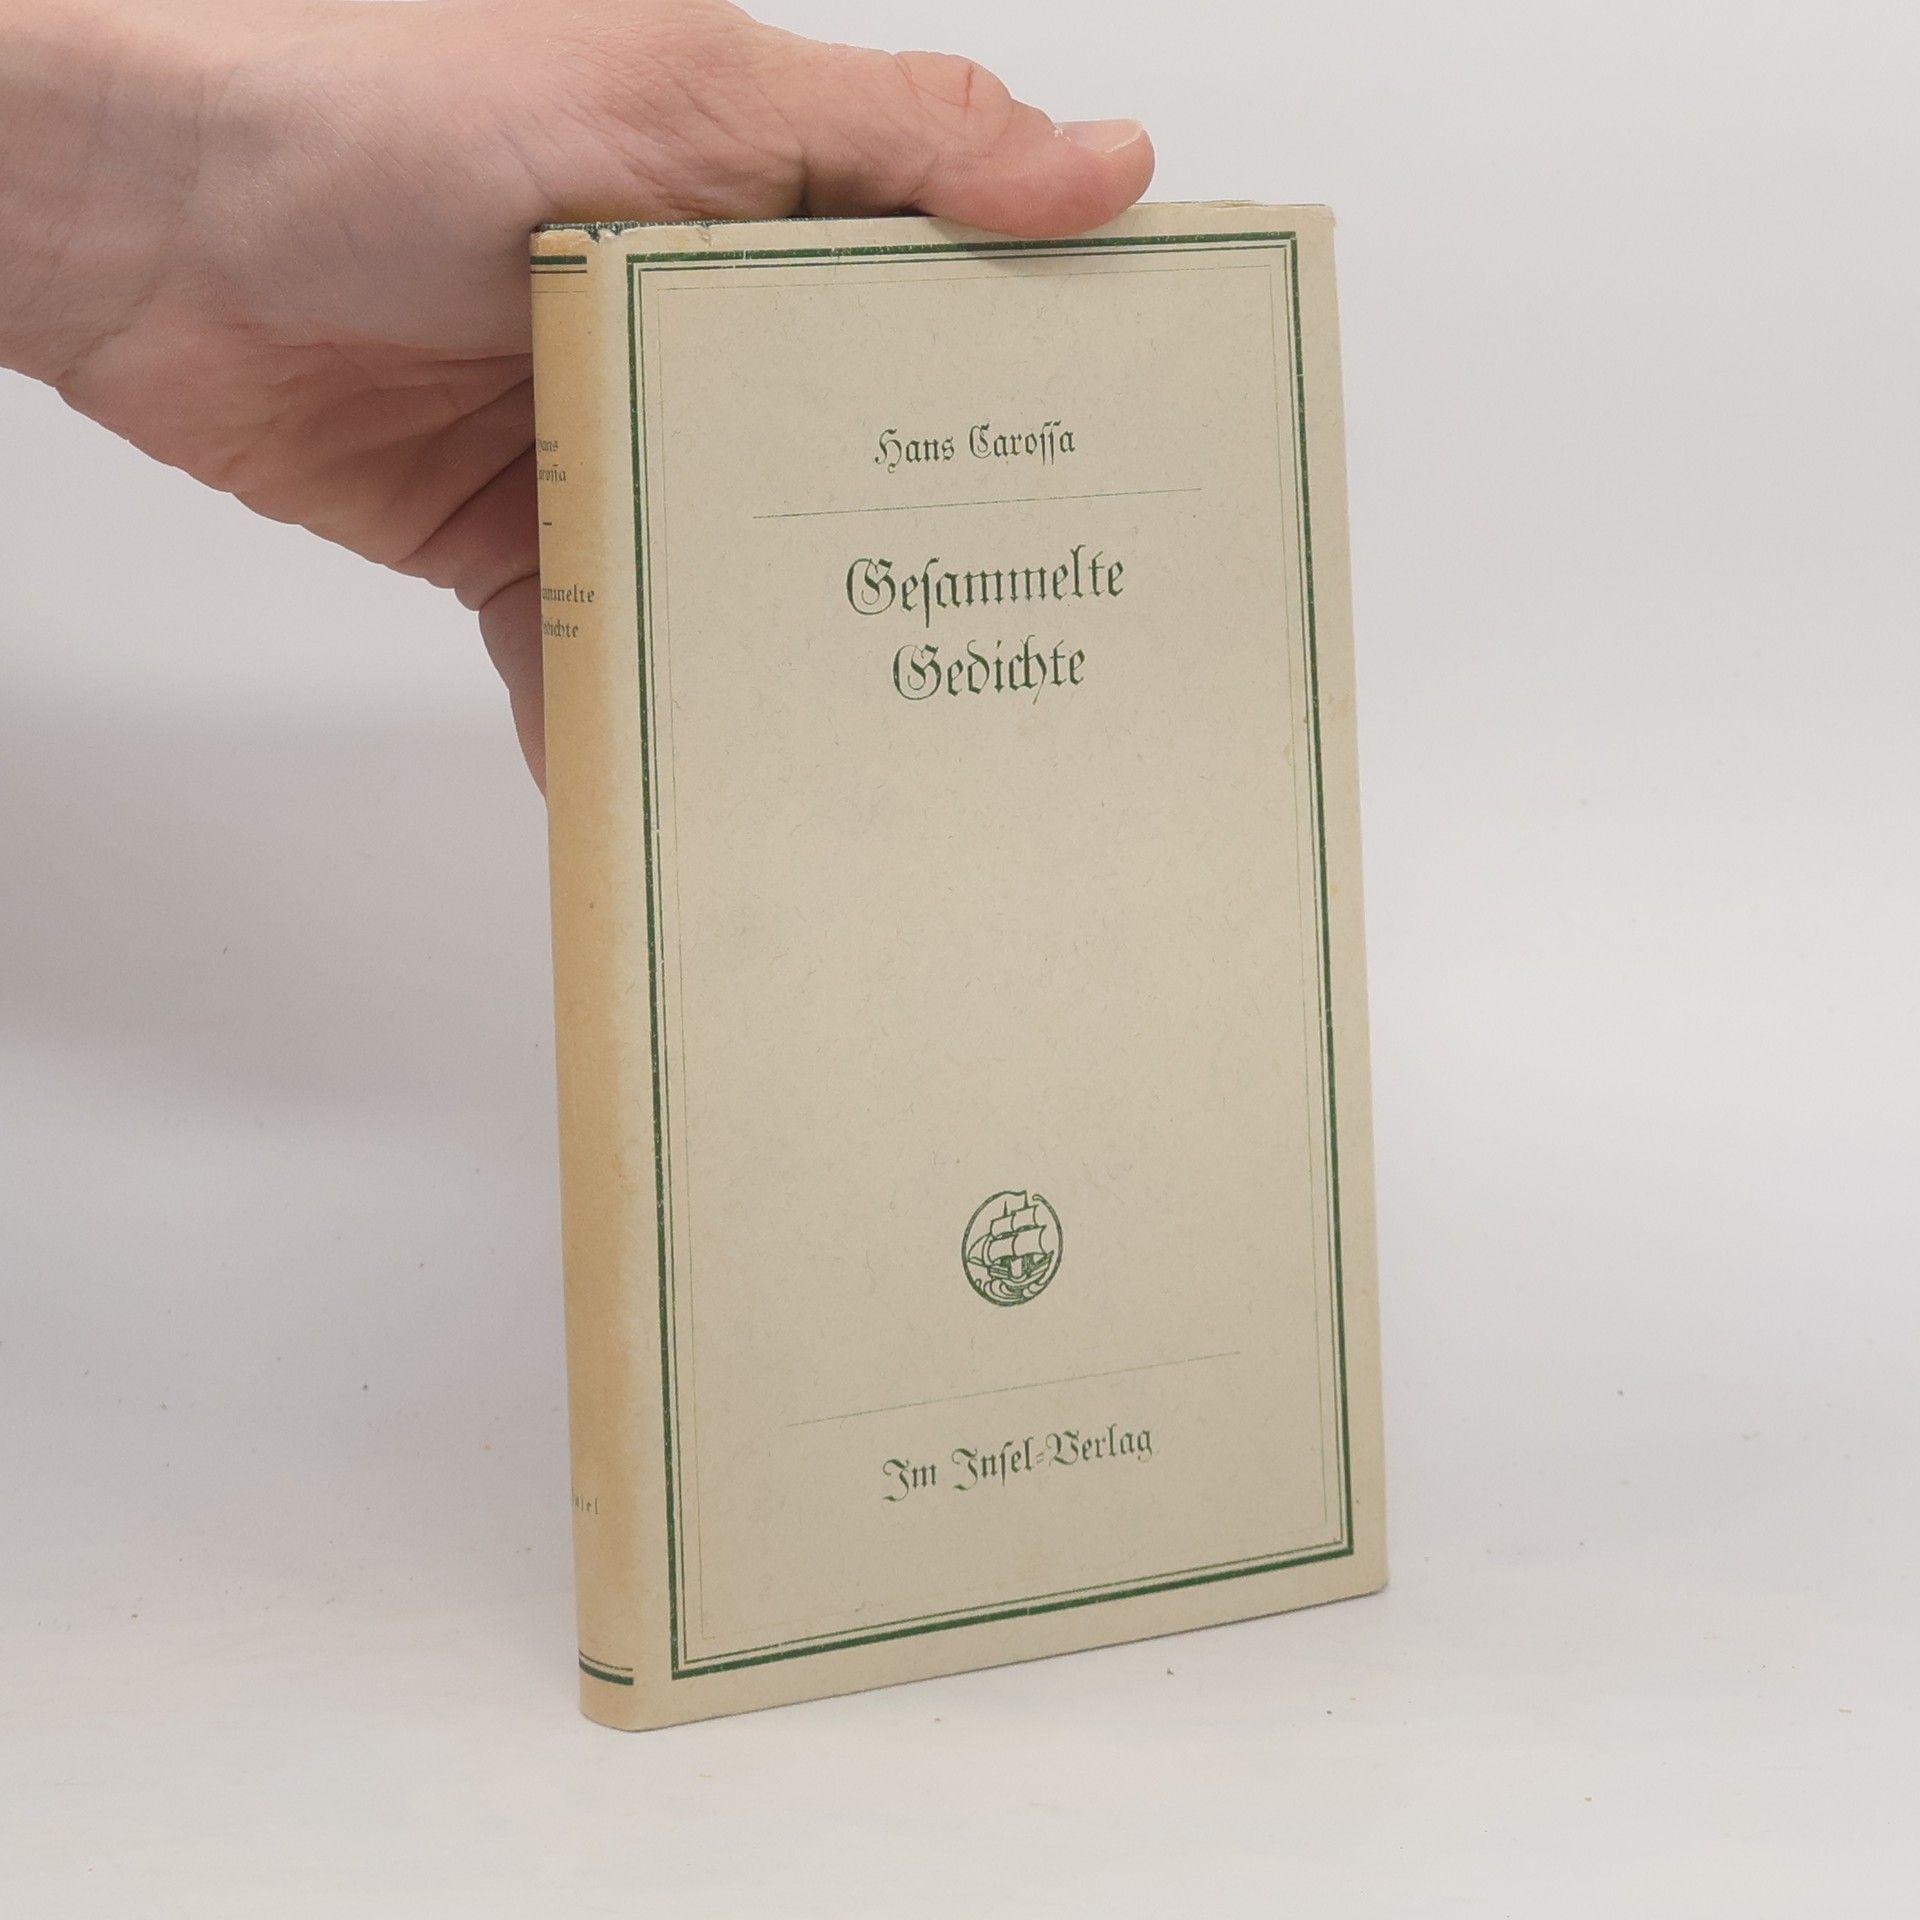 Hans Carossa
Gesammelte
Gedichte
Im Insel-Verlag